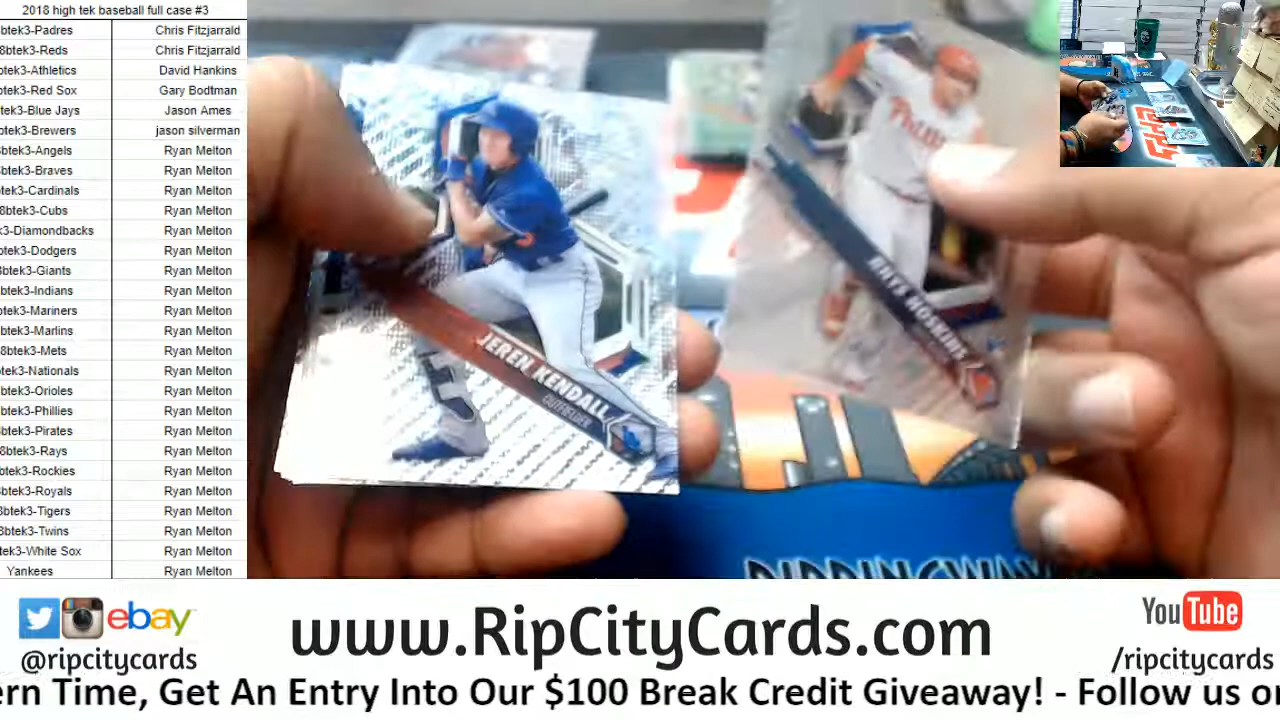 2018 high tek baseball full case #3
btek3-Padres Chris Fitzjarrald
8btek3-Reds Chris Fitzjarrald
btek3-Athletics David Hankins
btek3-Red Sox Gary Bodtman
btek3-Blue Jays Jason Ames
btek3-Brewers jason silverman
btek3-Angels Ryan Melton
btek3-Braves Ryan Melton
tek3-Cardinals Ryan Melton
8btek3-Cubs Ryan Melton
k3-Diamondbacks Ryan Melton
btek3-Dodgers Ryan Melton
btek3-Giants Ryan Melton
btek3-Indians Ryan Melton
tek3-Mariners Ryan Melton
btek3-Marlins Ryan Melton
8btek3-Mets Ryan Melton
tek3-Nationals Ryan Melton
btek3-Orioles Ryan Melton
btek3-Phillies Ryan Melton
btek3-Pirates Ryan Melton
8btek3-Rays Ryan Melton
btek3-Rockies Ryan Melton
btek3-Royals Ryan Melton
8btek3-Tigers Ryan Melton
btek3-Twins Ryan Melton
tek3-White Sox Ryan Melton
Yankees Ryan Melton
JEREN KENDALL
OUTFIELDER
Phillies
RHYS HOSKINS
ebay
@ripcitycards
www.RipCityCards.com
YouTube
/ripcitycards
ern Time, Get An Entry Into Our $100 Break Credit Giveaway! - Follow us on